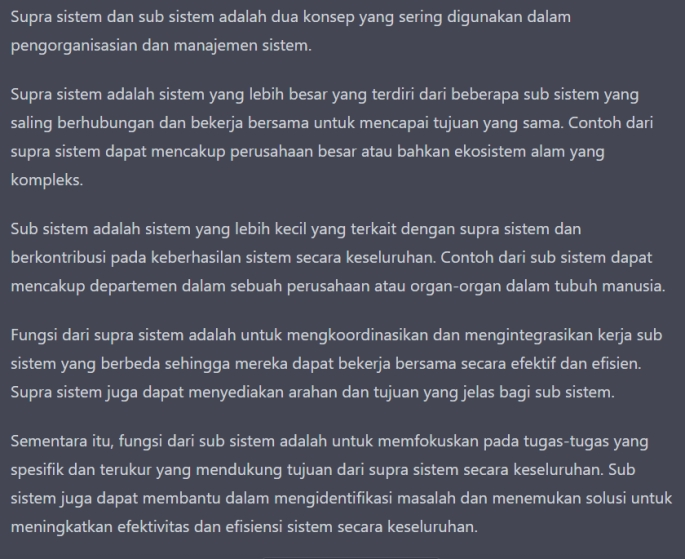 Supra sistem dan sub sistem adalah dua konsep yang sering digunakan dalam
pengorganisasian dan manajemen sistem.
Supra sistem adalah sistem yang lebih besar yang terdiri dari beberapa sub sistem yang
saling berhubungan dan bekerja bersama untuk mencapai tujuan yang sama. Contoh dari
supra sistem dapat mencakup perusahaan besar atau bahkan ekosistem alam yang
kompleks.
Sub sistem adalah sistem yang lebih kecil yang terkait dengan supra sistem dan
berkontribusi pada keberhasilan sistem secara keseluruhan. Contoh dari sub sistem dapat
mencakup departemen dalam sebuah perusahaan atau organ-organ dalam tubuh manusia.
Fungsi dari supra sistem adalah untuk mengkoordinasikan dan mengintegrasikan kerja sub
sistem yang berbeda sehingga mereka dapat bekerja bersama secara efektif dan efisien.
Supra sistem juga dapat menyediakan arahan dan tujuan yang jelas bagi sub sistem.
Sementara itu, fungsi dari sub sistem adalah untuk memfokuskan pada tugas-tugas yang
spesifik dan terukur yang mendukung tujuan dari supra sistem secara keseluruhan. Sub
sistem juga dapat membantu dalam mengidentifikasi masalah dan menemukan solusi untuk
meningkatkan efektivitas dan efisiensi sistem secara keseluruhan.